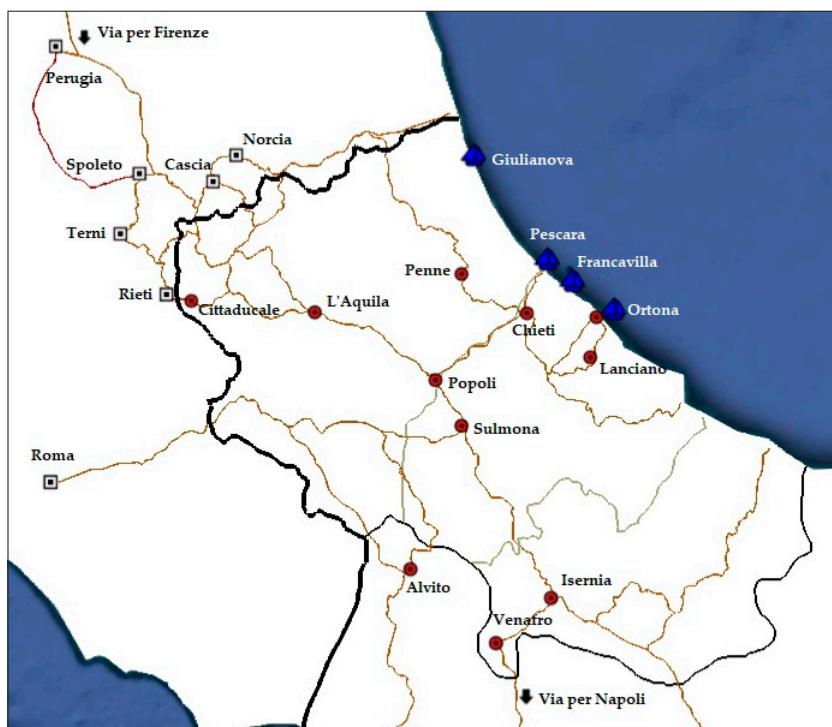 Via per Firenze
Perugia
Norcia
Spoleto
Cascia
Giulianova
Terni
Pescara
Francavilla
Penne
Rieti
Cittaducale
L'Aquila
Chieti
Ortona
Lanciano
Popoli
Sulmona
Roma
Alvito
Isernia
Venafro
Via per Napoli